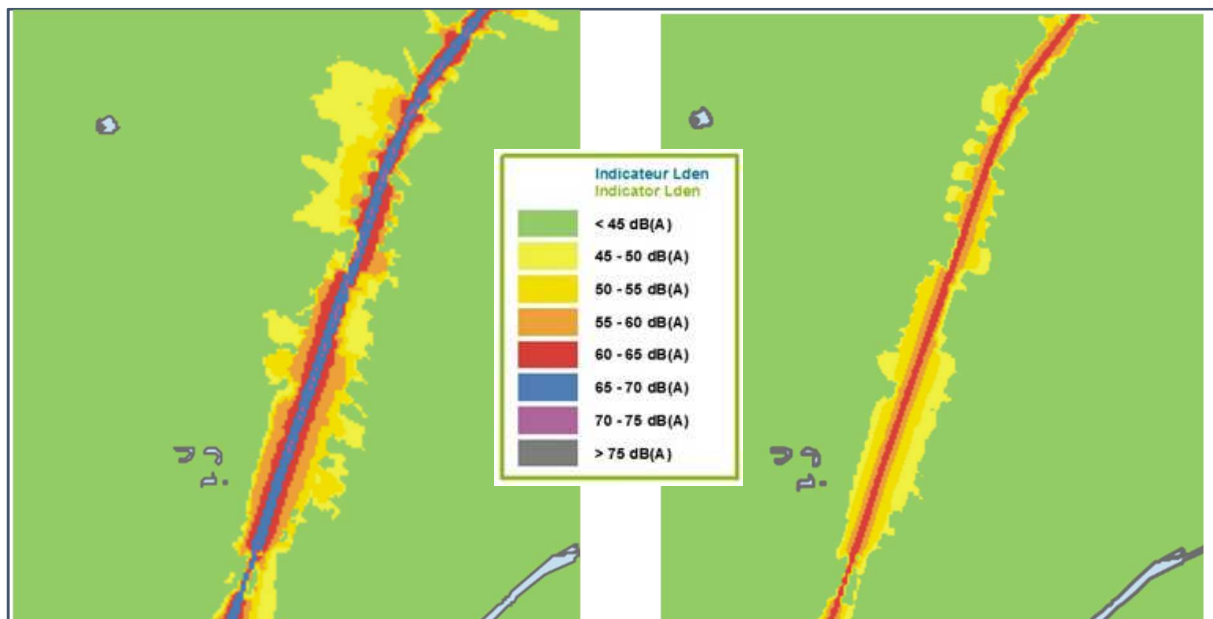 Indicateur Lden
Indicator Lden
< 45 dB(A)
45 - 50 dB(A)
50 - 55 dB(A)
55 - 60 dB(A)
60 - 65 dB(A)
65 - 70 dB(A)
70 - 75 dB(A)
> 75 dB(A)